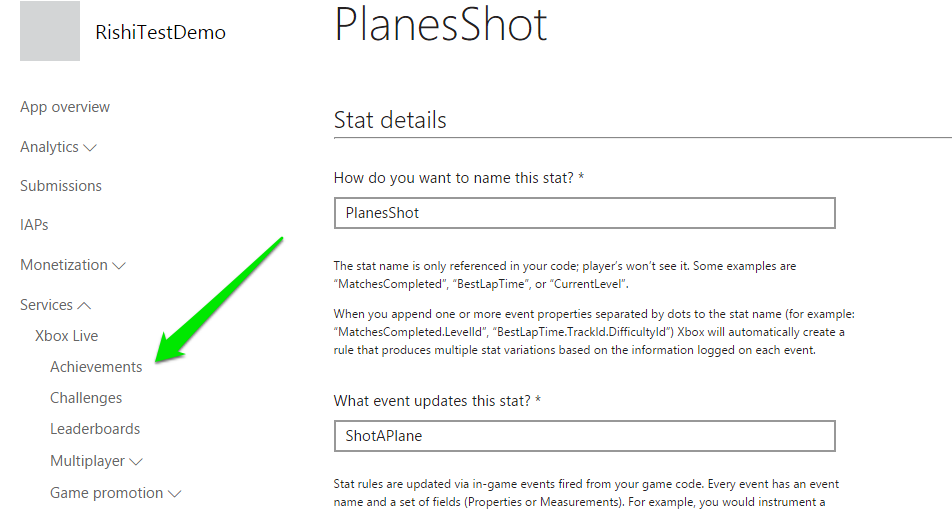 RishiTestDemo
App overview
Analytics
Submissions
IAPs
Monetization
Services
Xbox Live
Achievements
Challenges
Leaderboards
Multiplayer
Game promotion
PlanesShot
Stat details
How do you want to name this stat? *
PlanesShot
The stat name is only referenced in your code; player’s won’t see it. Some examples are
“MatchesCompleted”, “BestLapTime”, or “CurrentLevel”.
When you append one or more event properties separated by dots to the stat name (for example:
“MatchesCompleted.LevelId”, “BestLapTime.TrackId.DifficultyId”) Xbox will automatically create a
rule that produces multiple stat variations based on the information logged on each event.
What event updates this stat? *
ShotAPlane
Stat rules are updated via in-game events fired from your game code. Every event has an event
name and a set of fields (Properties or Measurements). For example, you would instrument a